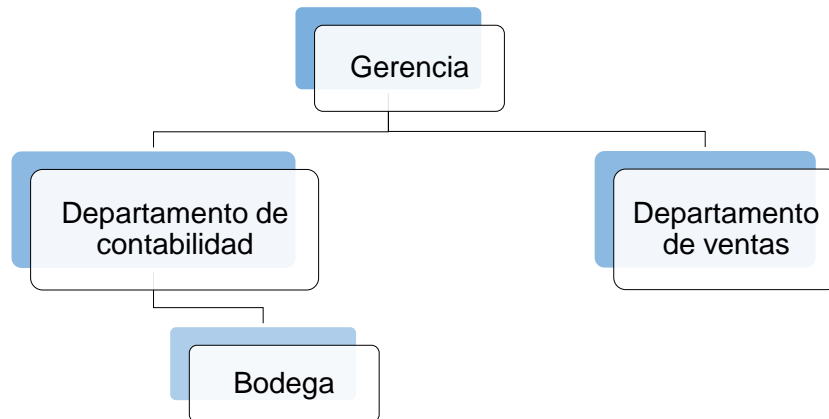 Gerencia
Departamento de
contabilidad
Departamento
de ventas
Bodega